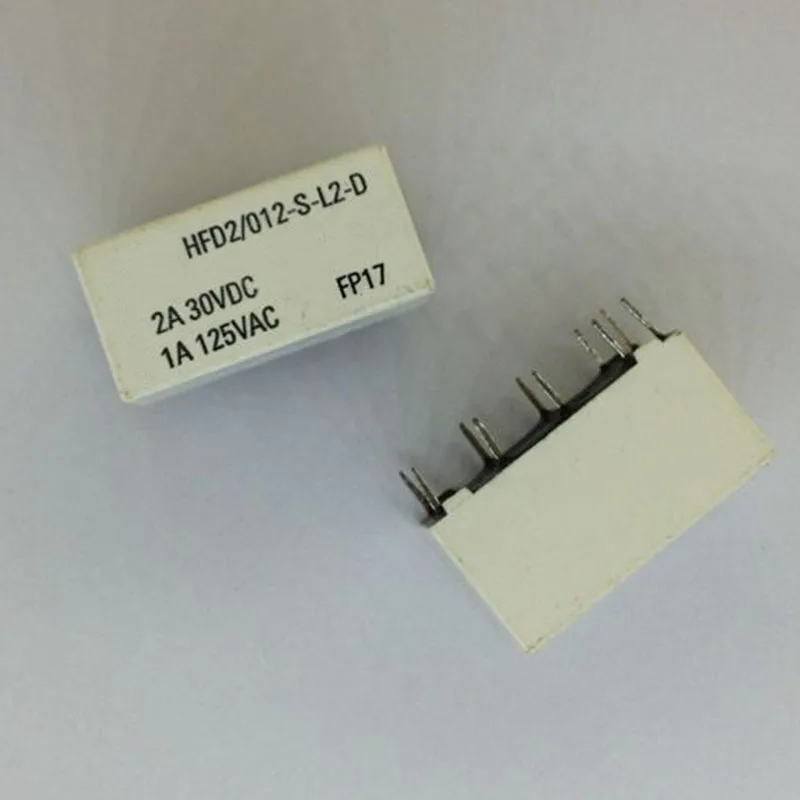 HFD2/012-S-L2-D
2A 30VDC
1A 125VAC
FP17